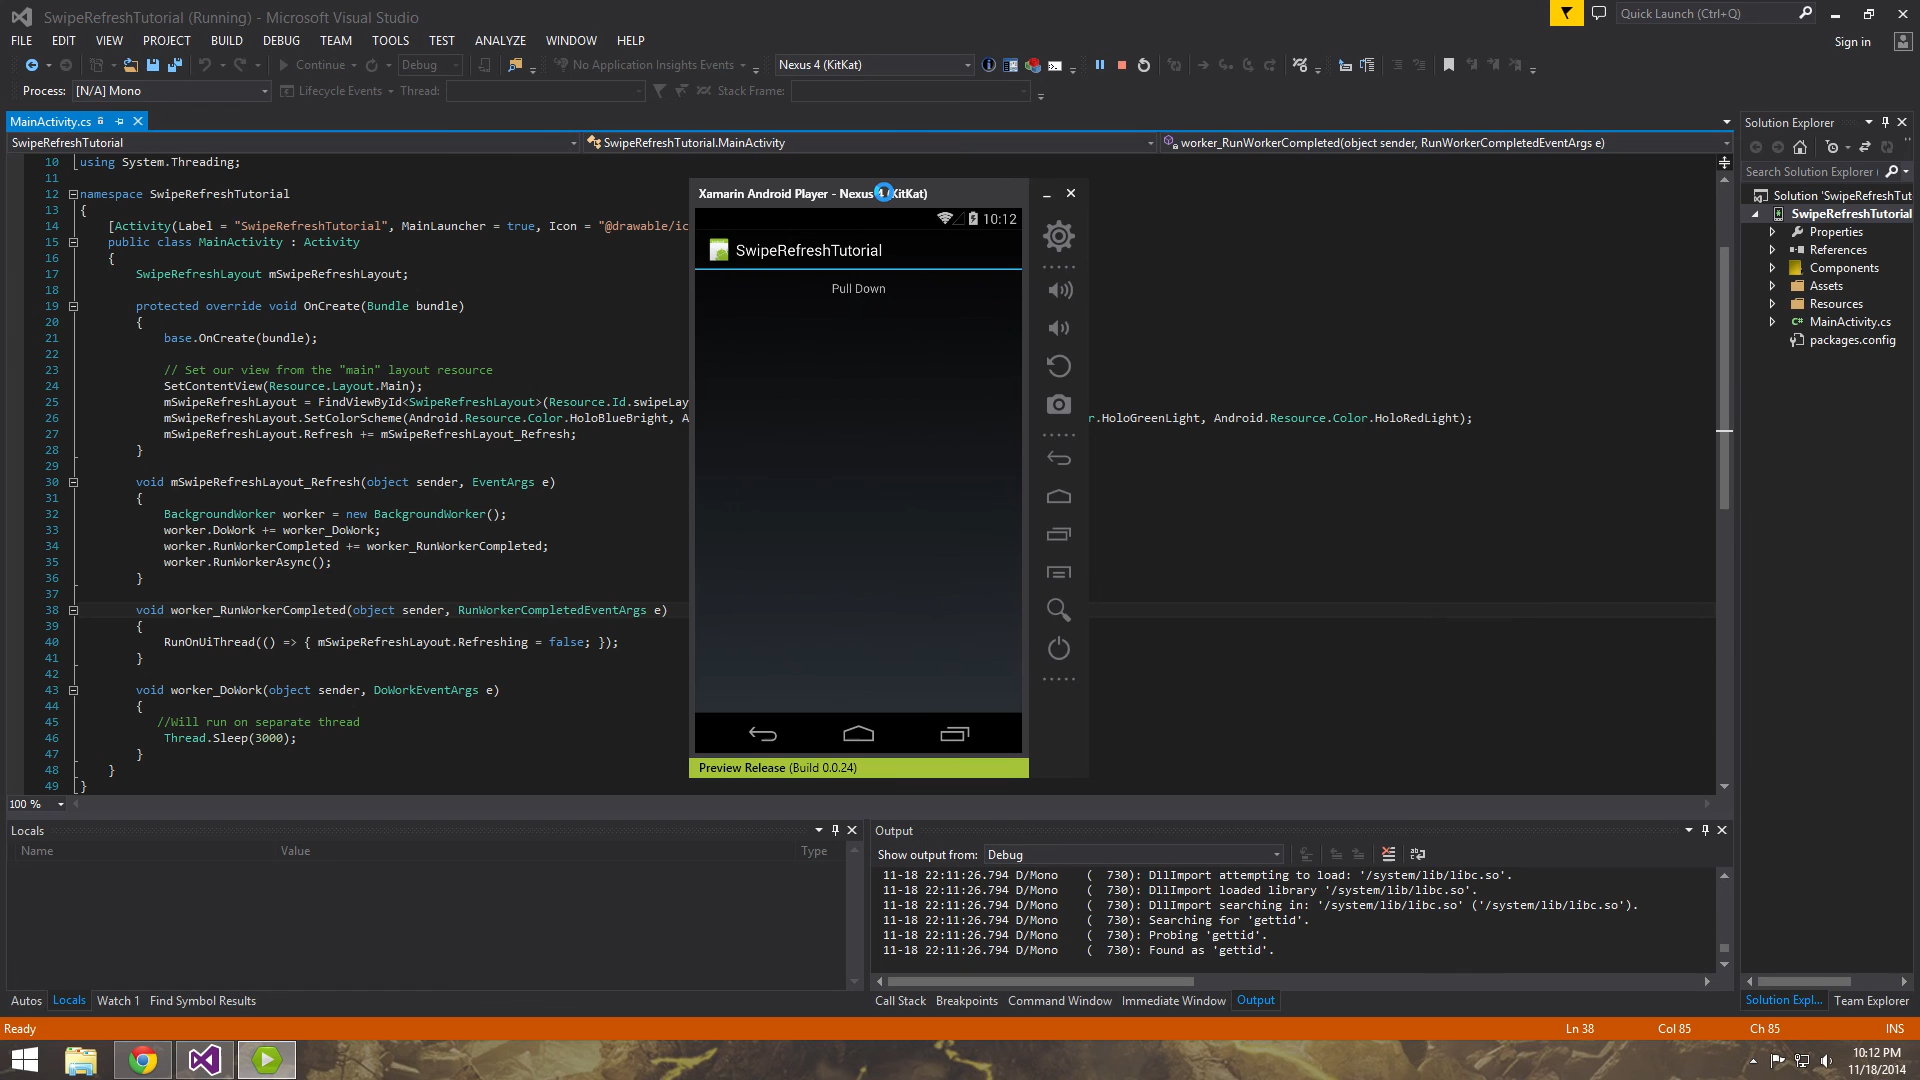 SwipeRefreshTutorial (Running) - Microsoft Visual Studio
Quick Launch (Ctrl+Q)
FILE EDIT VIEW PROJECT BUILD DEBUG TEAM TOOLS TEST ANALYZE WINDOW HELP
Sign in
Continue Debug No Application Insights Events Nexus 4 (KitKat)
Process: [N/A] Mono Lifecycle Events Thread: Stack Frame:
MainActivity.cs
SwipeRefreshTutorial SwipeRefreshTutorial.MainActivity worker_RunWorkerCompleted(object sender, RunWorkerCompletedEventArgs e)
10 using System.Threading;
11
12 namespace SwipeRefreshTutorial
13 {
14 [Activity(Label = "SwipeRefreshTutorial", MainLauncher = true, Icon = "@drawable/ic
15 public class MainActivity : Activity
16 {
17 SwipeRefreshLayout mSwipeRefreshLayout;
18
19 protected override void OnCreate(Bundle bundle)
20 {
21 base.OnCreate(bundle);
22
23 // Set our view from the "main" layout resource
24 SetContentView(Resource.Layout.Main);
25 mSwipeRefreshLayout = FindViewById<SwipeRefreshLayout>(Resource.Id.swipeLay
26 mSwipeRefreshLayout.SetColorScheme(Android.Resource.Color.HoloBlueBright, A r.HoloGreenLight, Android.Resource.Color.HoloRedLight);
27 mSwipeRefreshLayout.Refresh += mSwipeRefreshLayout_Refresh;
28 }
29
30 void mSwipeRefreshLayout_Refresh(object sender, EventArgs e)
31 {
32 BackgroundWorker worker = new BackgroundWorker();
33 worker.DoWork += worker_DoWork;
34 worker.RunWorkerCompleted += worker_RunWorkerCompleted;
35 worker.RunWorkerAsync();
36 }
37
38 void worker_RunWorkerCompleted(object sender, RunWorkerCompletedEventArgs e)
39 {
40 RunOnUiThread(() => { mSwipeRefreshLayout.Refreshing = false; });
41 }
42
43 void worker_DoWork(object sender, DoWorkEventArgs e)
44 {
45 //Will run on separate thread
46 Thread.Sleep(3000);
47 }
48 }
49 }
100 %
Xamarin Android Player - Nexus (KitKat)
10:12
SwipeRefreshTutorial
Pull Down
Preview Release (Build 0.0.24)
Solution Explorer
Search Solution Explorer (
Solution 'SwipeRefreshTut
SwipeRefreshTutorial
Properties
References
Components
Assets
Resources
MainActivity.cs
packages.config
Locals
Name Value Type
Output
Show output from: Debug
11-18 22:11:26.794 D/Mono ( 730): DllImport attempting to load: '/system/lib/libc.so'.
11-18 22:11:26.794 D/Mono ( 730): DllImport loaded library '/system/lib/libc.so'.
11-18 22:11:26.794 D/Mono ( 730): DllImport searching in: '/system/lib/libc.so' ('/system/lib/libc.so').
11-18 22:11:26.794 D/Mono ( 730): Searching for 'gettid'.
11-18 22:11:26.794 D/Mono ( 730): Probing 'gettid'.
11-18 22:11:26.794 D/Mono ( 730): Found as 'gettid'.
Autos Locals Watch 1 Find Symbol Results
Call Stack Breakpoints Command Window Immediate Window Output
Solution Expl... Team Explorer
Ready Ln 38 Col 85 Ch 85 INS
10:12 PM
11/18/2014